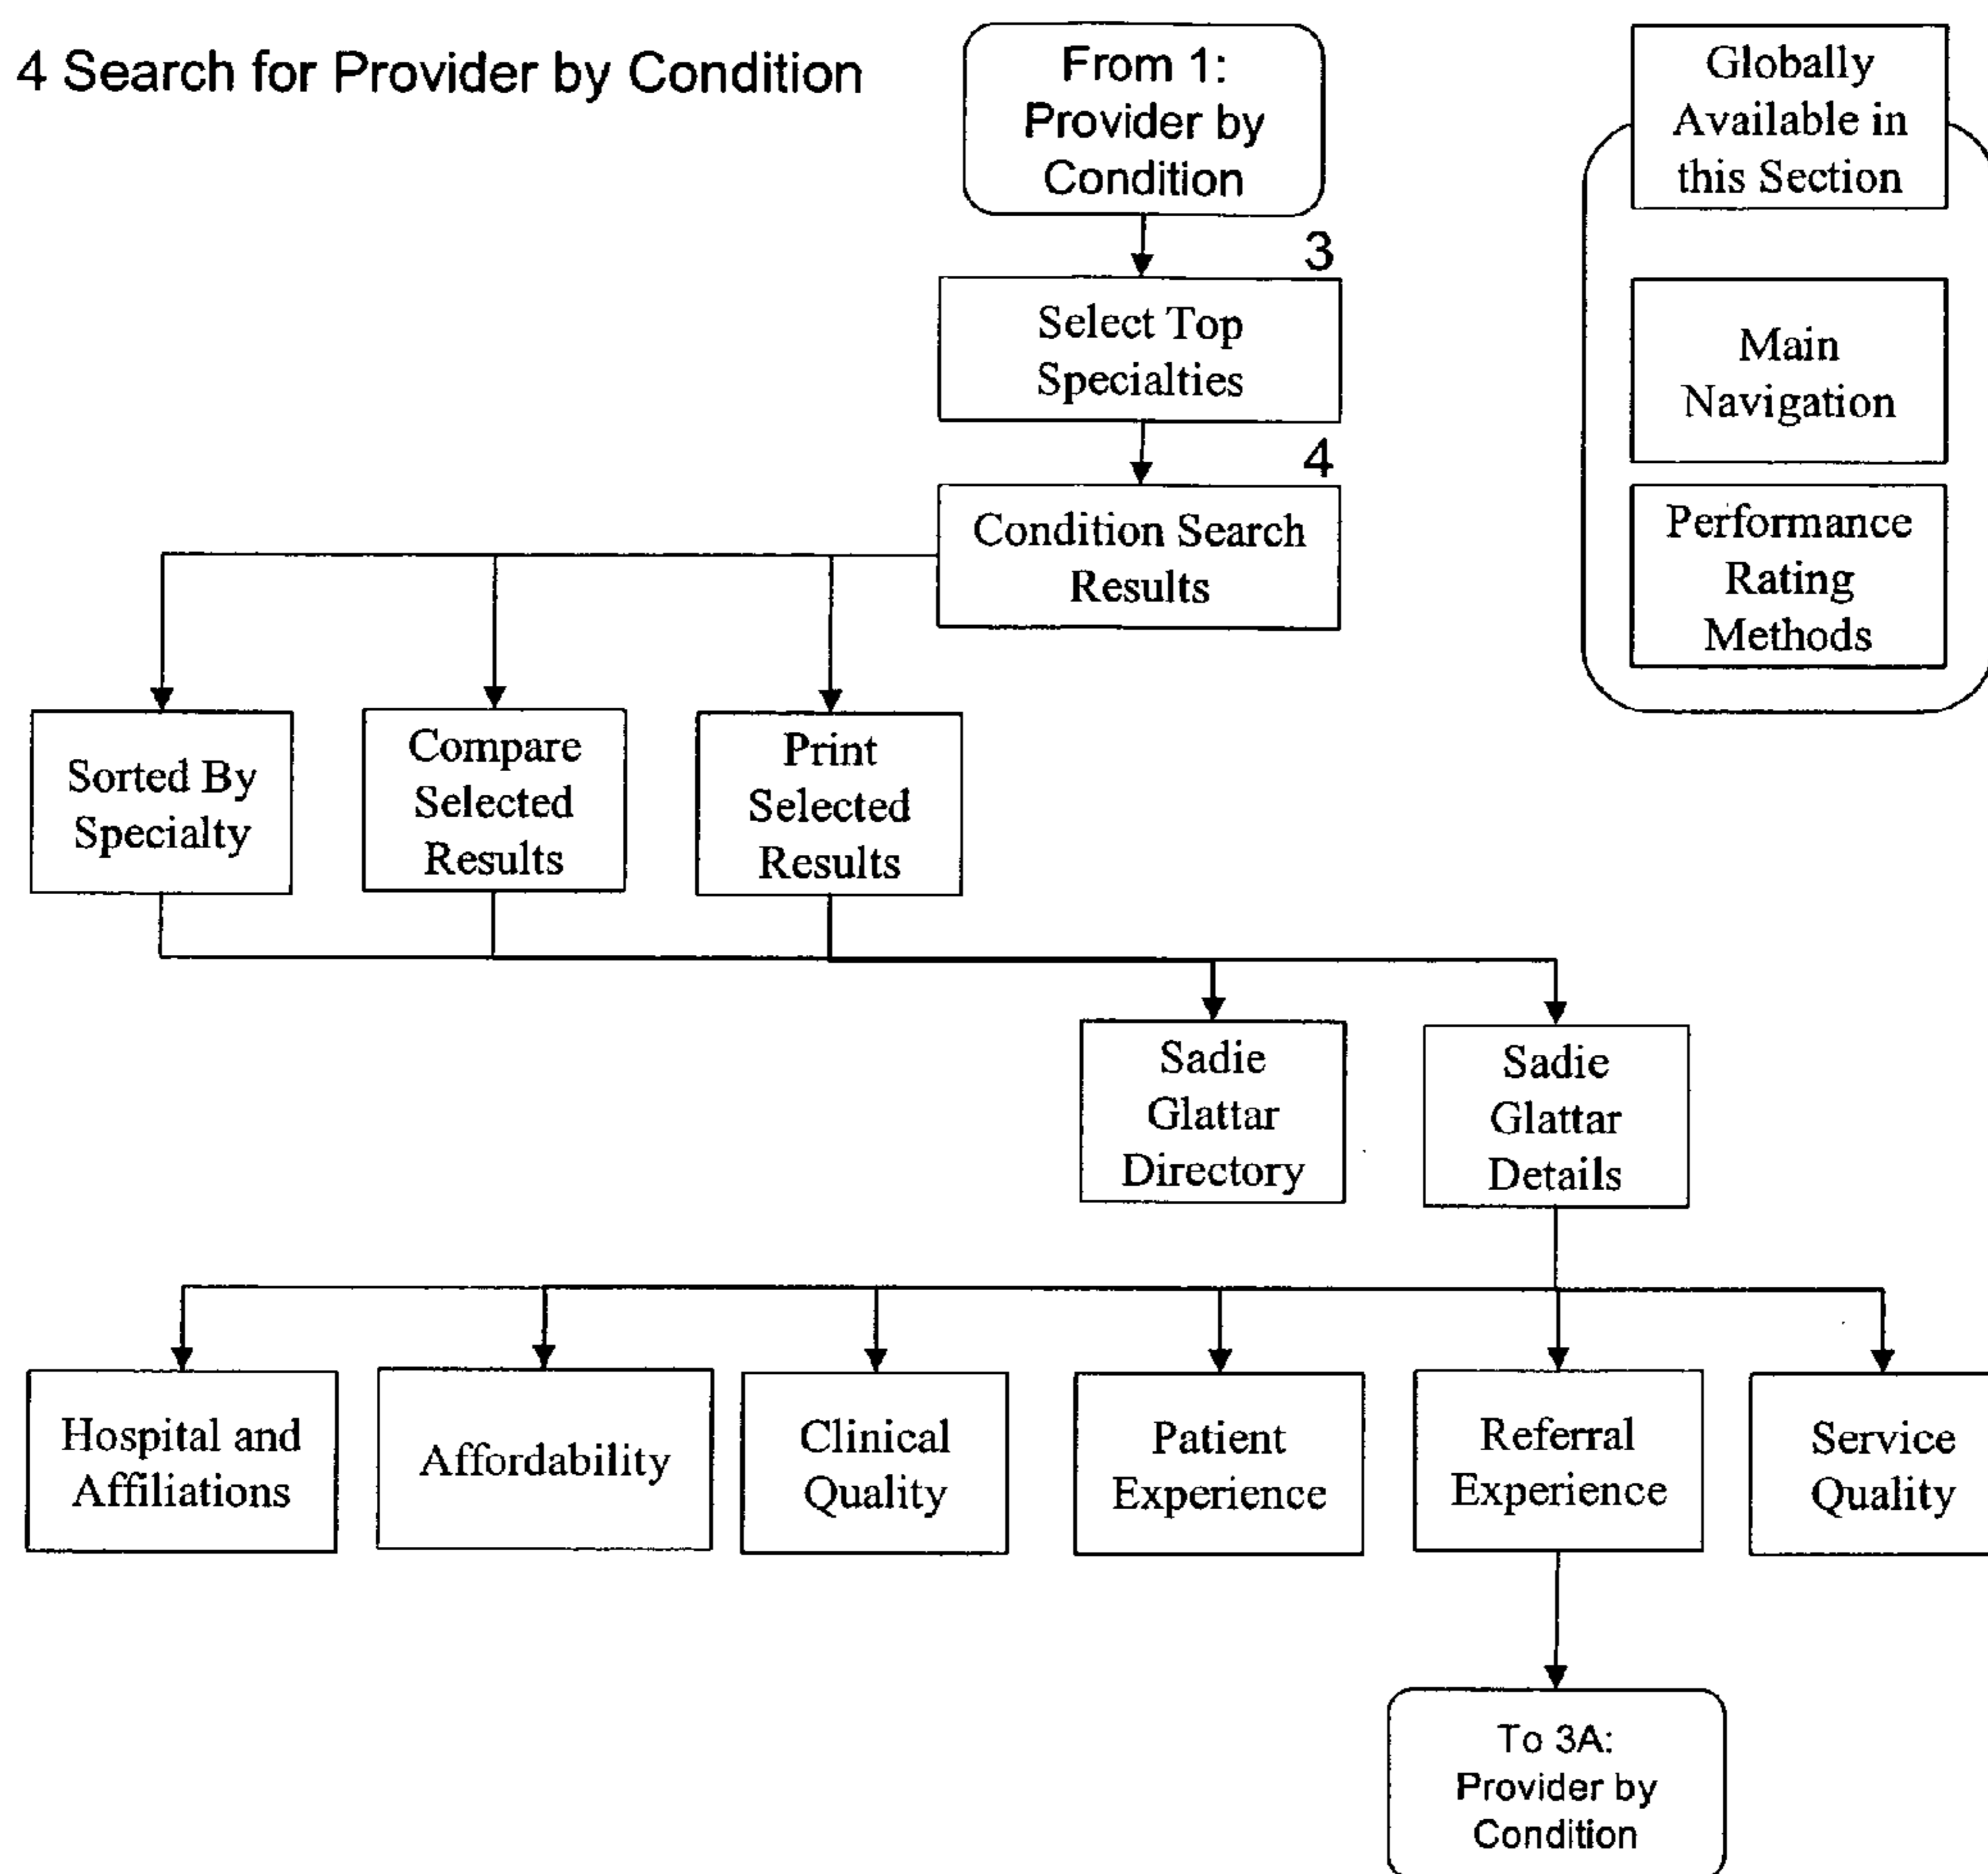 4 Search for Provider by Condition
From 1:
Provider by
Condition
Globally
Available in
this Section
3
Select Top
Specialties
Main
Navigation
4
Condition Search
Results
Performance
Rating
Methods
Sorted By
Specialty
Compare
Selected
Results
Print
Selected
Results
Sadie
Glattar
Directory
Sadie
Glattar
Details
Hospital and
Affiliations
Affordability
Clinical
Quality
Patient
Experience
Referral
Experience
Service
Quality
To 3A:
Provider by
Condition